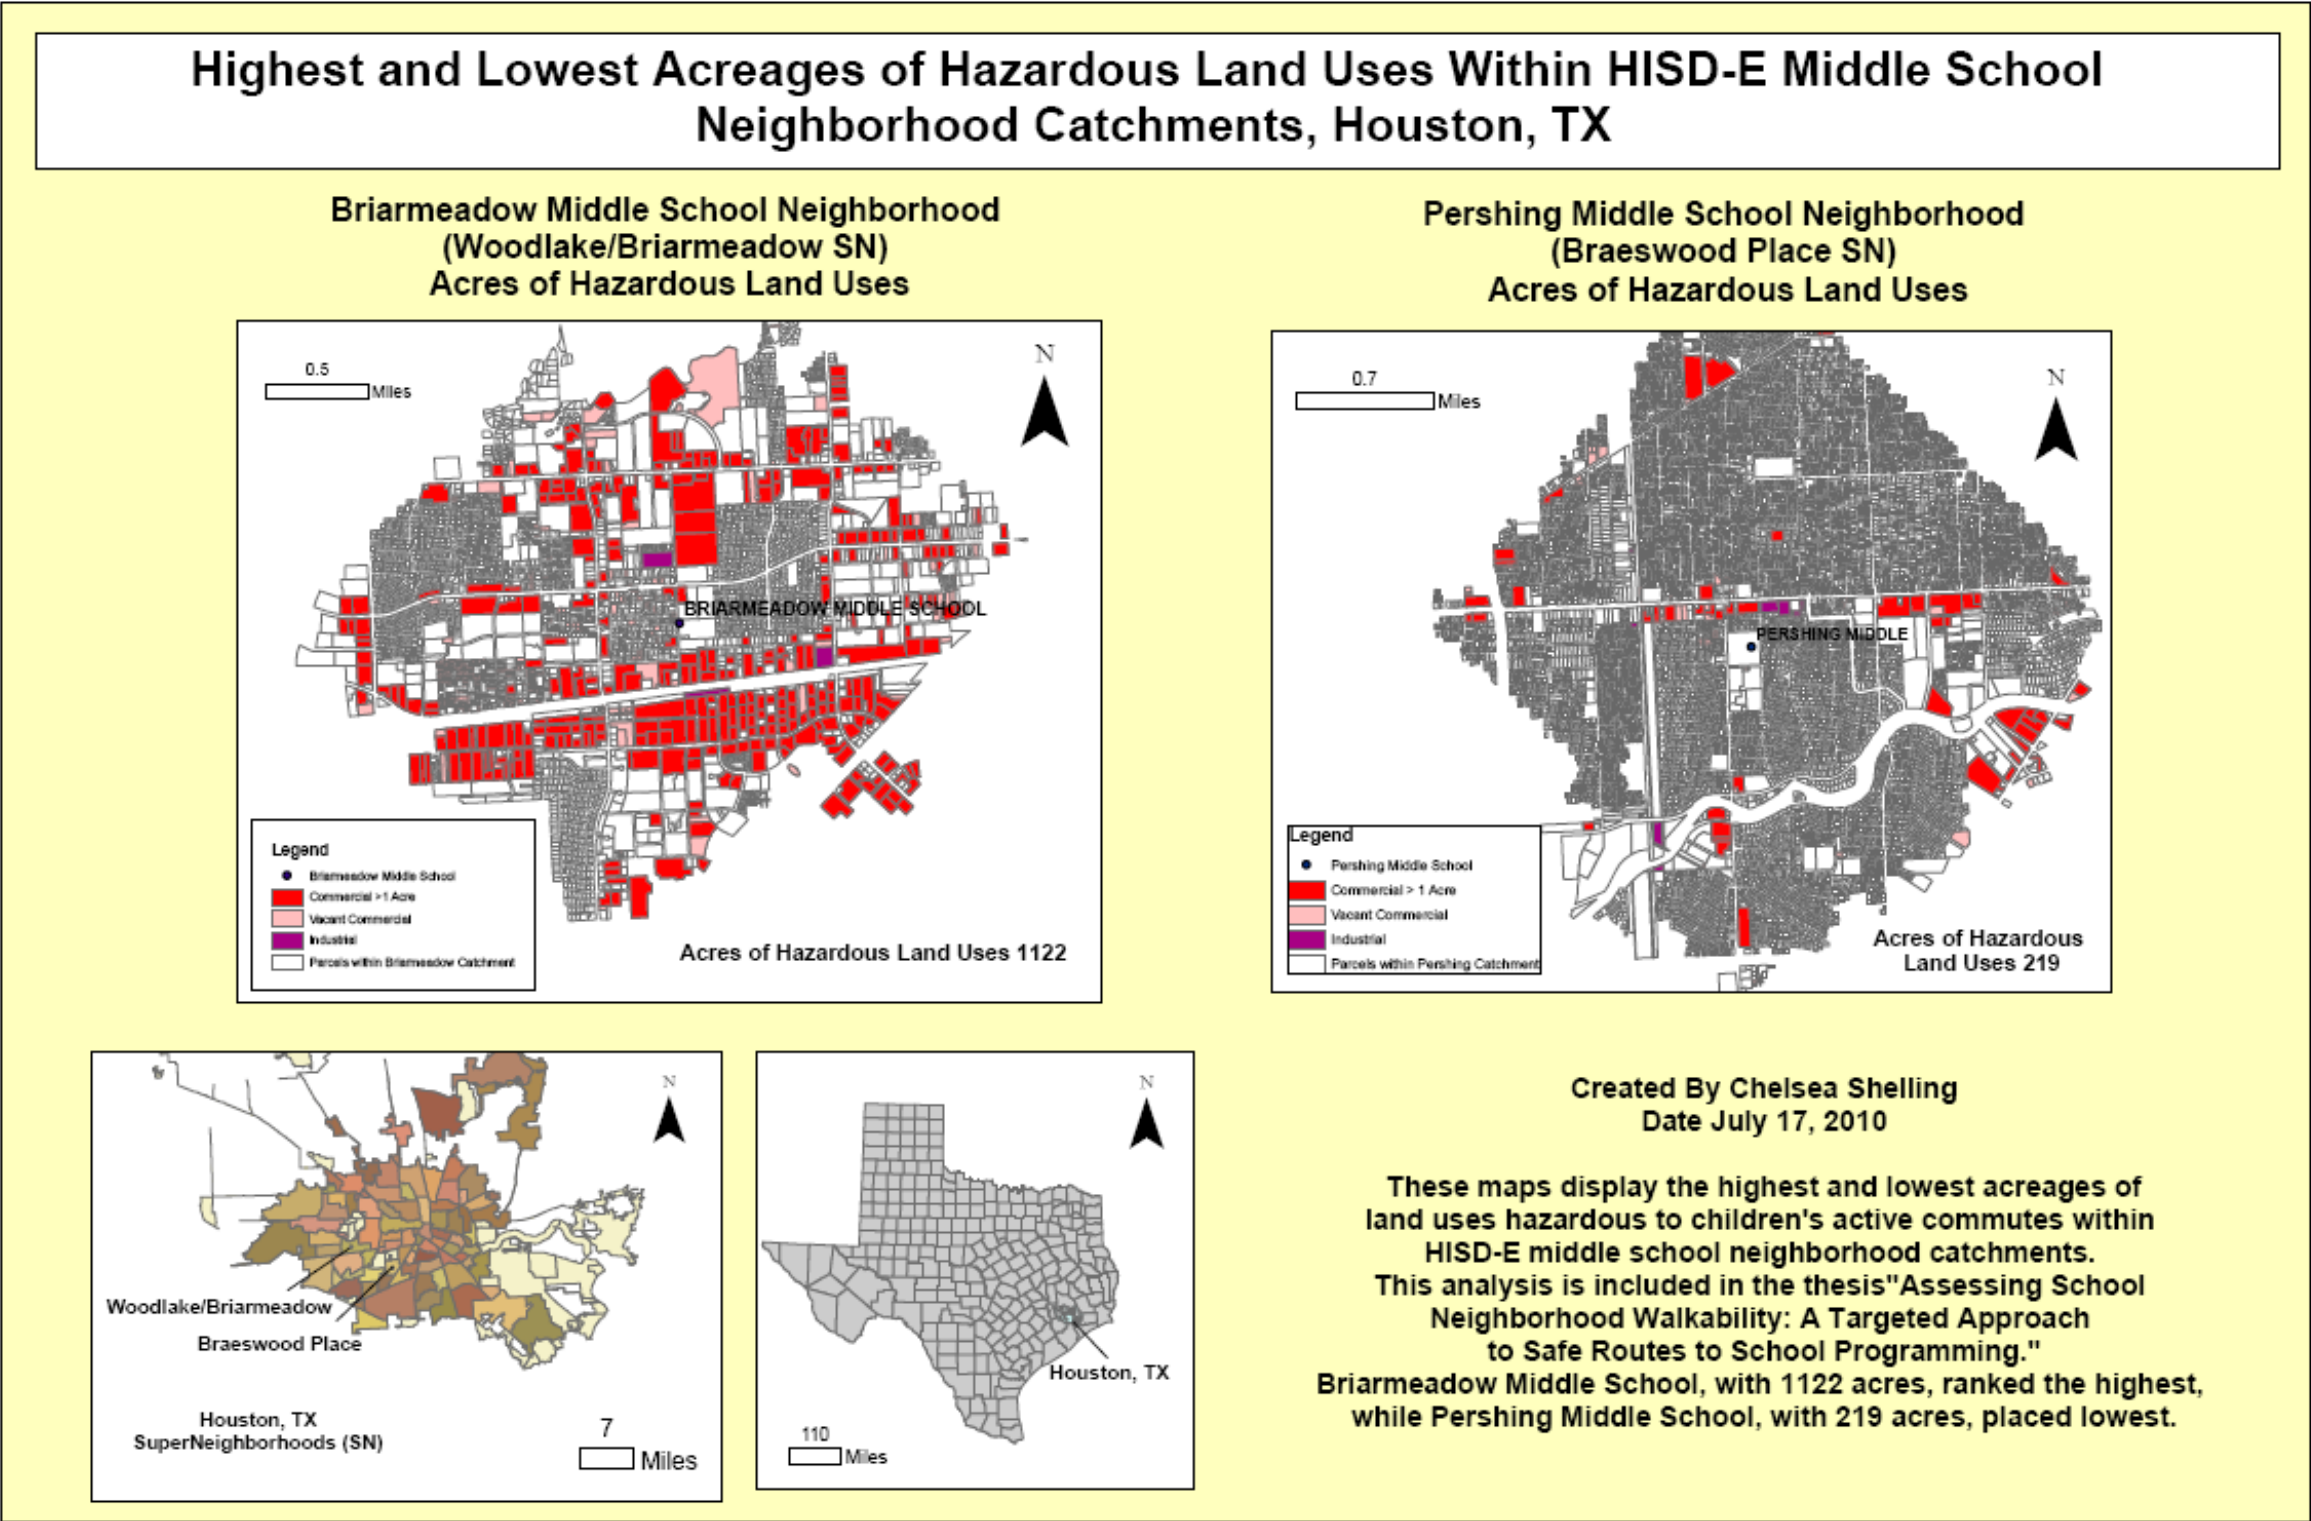 Highest and Lowest Acreages of Hazardous Land Uses Within HISD-E Middle School
Neighborhood Catchments, Houston, TX
Briarmeadow Middle School Neighborhood
(Woodlake/Briarmeadow SN)
Acres of Hazardous Land Uses
0.5
Miles
N
BRIARMEADOW MIDDLE SCHOOL
Legend
Briarmeadow Middle School
Commercial >1 Acre
Vacant Commercial
Industrial
Parcels within Briarmeadow Catchment
Acres of Hazardous Land Uses 1122
Pershing Middle School Neighborhood
(Braeswood Place SN)
Acres of Hazardous Land Uses
0.7
Miles
N
PERSHING MIDDLE
Legend
Pershing Middle School
Commercial > 1 Acre
Vacant Commercial
Industrial
Parcels within Pershing Catchment
Acres of Hazardous
Land Uses 219
N
Woodlake/Briarmeadow
Braeswood Place
Houston, TX
SuperNeighborhoods (SN)
7
Miles
N
Houston, TX
110
Miles
Created By Chelsea Shelling
Date July 17, 2010
These maps display the highest and lowest acreages of
land uses hazardous to children's active commutes within
HISD-E middle school neighborhood catchments.
This analysis is included in the thesis"Assessing School
Neighborhood Walkability: A Targeted Approach
to Safe Routes to School Programming."
Briarmeadow Middle School, with 1122 acres, ranked the highest,
while Pershing Middle School, with 219 acres, placed lowest.